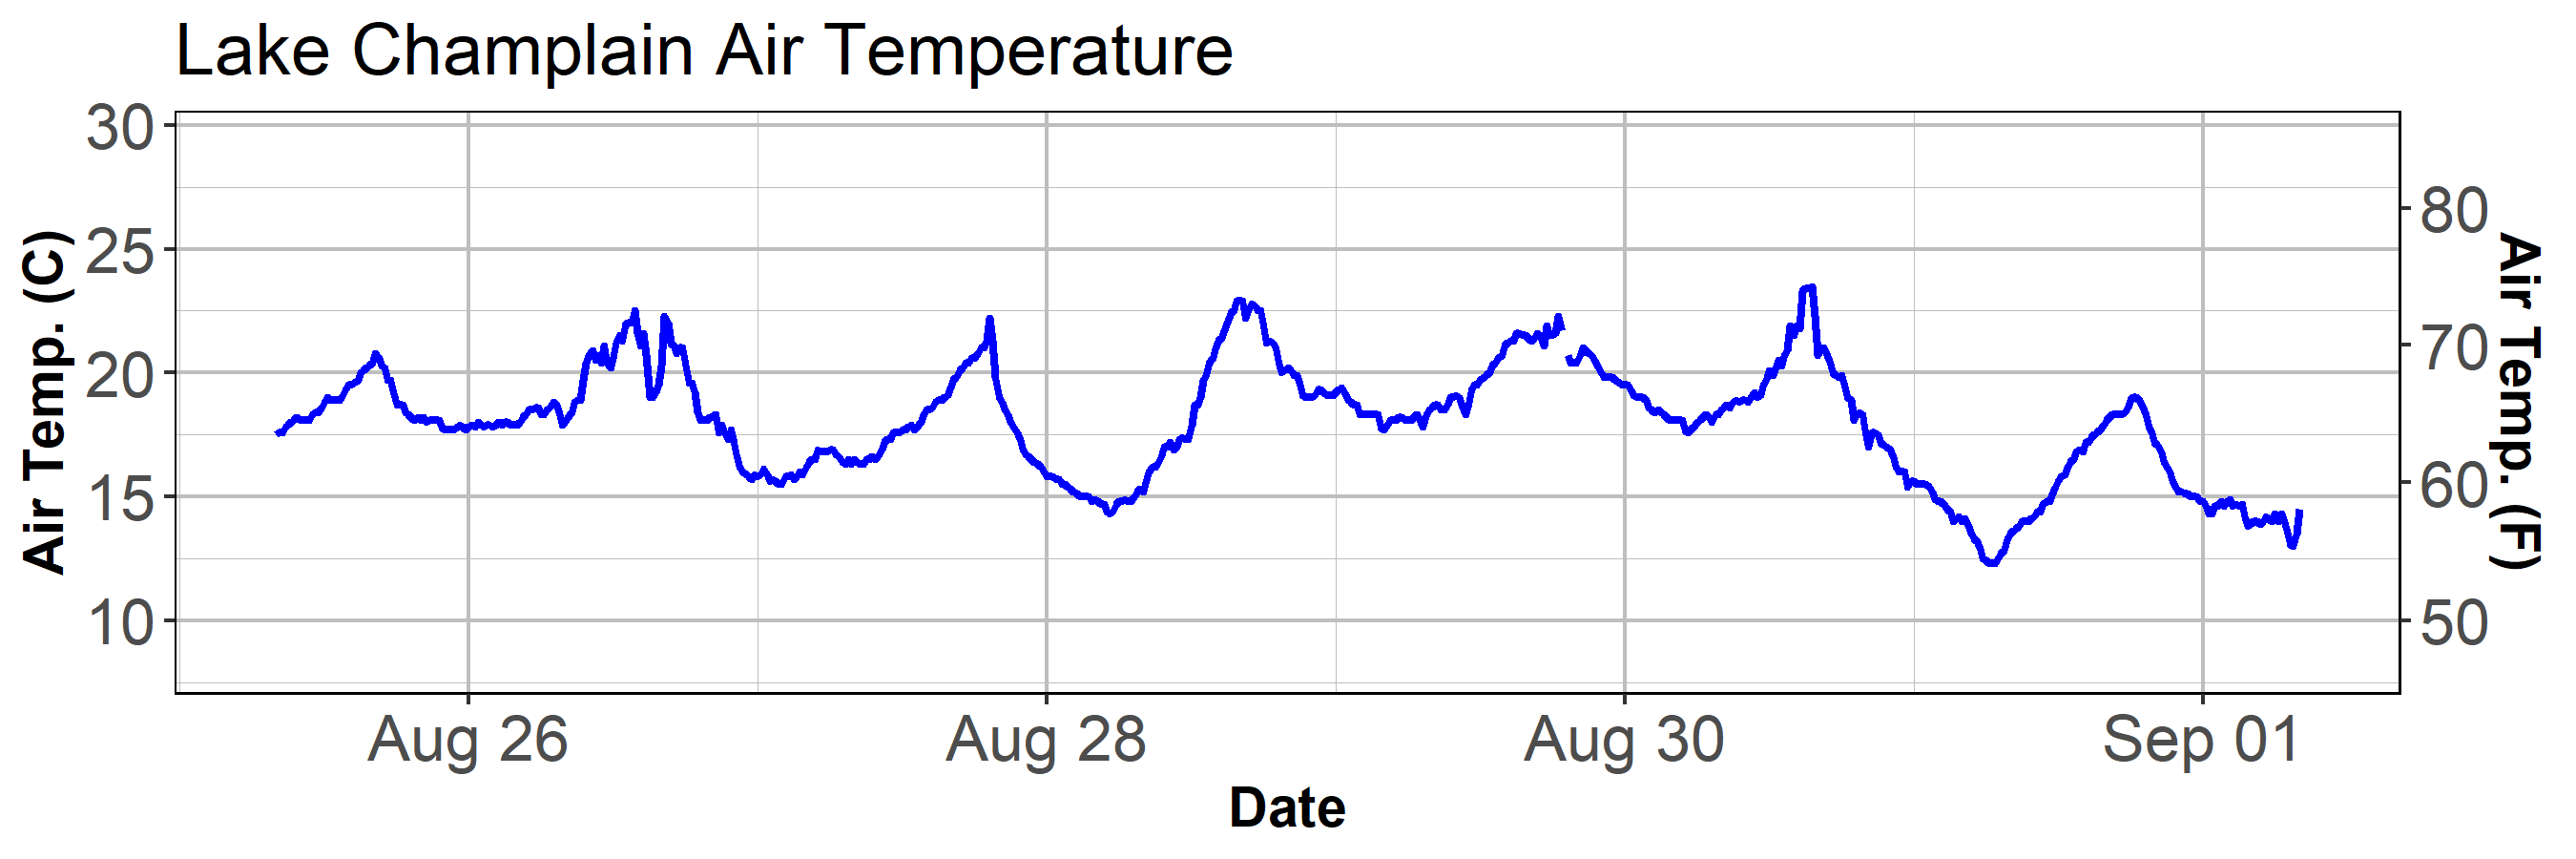 Lake Champlain Air Temperature
Air Temp. (C)
30
25
20
15
10
80
70
60
50
Air Temp. (F)
Aug 26
Aug 28
Aug 30
Sep 01
Date